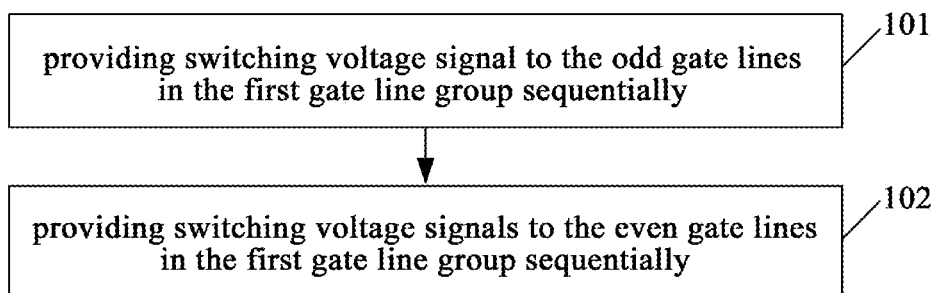 101
providing switching voltage signal to the odd gate lines
in the first gate line group sequentially
102
providing switching voltage signals to the even gate lines
in the first gate line group sequentially